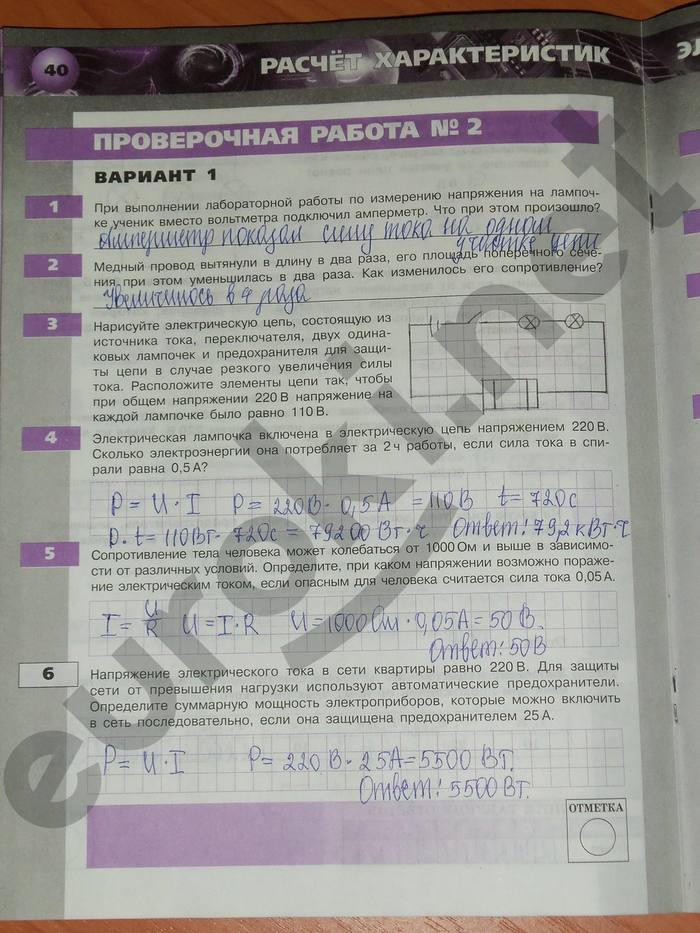 40
РАСЧЁТ ХАРАКТЕРИСТИК
ЭЛ
ПРОВЕРОЧНАЯ РАБОТА № 2
ВАРИАНТ 1
1
При выполнении лабораторной работы по измерению напряжения на лампоч-
ке ученик вместо вольтметра подключил амперметр. Что при этом произошло?
Амперметр показал силу тока на одном
участке цепи
2
Медный провод вытянули в длину в два раза, его площадь поперечного сече-
ния при этом уменьшилась в два раза. Как изменилось его сопротивление?
Увеличилось в 4 раза
3
Нарисуйте электрическую цепь, состоящую из
источника тока, переключателя, двух одина-
ковых лампочек и предохранителя для защи-
ты цепи в случае резкого увеличения силы
тока. Расположите элементы цепи так, чтобы
при общем напряжении 220 В напряжение на
каждой лампочке было равно 110 В.
4
Электрическая лампочка включена в электрическую цепь напряжением 220 В.
Сколько электроэнергии она потребляет за 2 ч работы, если сила тока в спи-
рали равна 0,5 А?
P = U · I P = 220В · 0,5 А = 110 В t = 720с
P · t = 110Вт · 720с = 79200 Вт · ч Ответ: 79,2 кВт·ч
5
Сопротивление тела человека может колебаться от 1000 Ом и выше в зависимо-
сти от различных условий. Определите, при каком напряжении возможно пораже-
ние электрическим током, если опасным для человека считается сила тока 0,05 А.
I = U/R U = I · R U = 1000 Ом · 0,05А = 50 В.
Ответ: 50 В
6
Напряжение электрического тока в сети квартиры равно 220 В. Для защиты
сети от превышения нагрузки используют автоматические предохранители.
Определите суммарную мощность электроприборов, которые можно включить
в сеть последовательно, если она защищена предохранителем 25 А.
P = U · I P = 220 В · 25А = 5500 Вт.
Ответ: 5500 Вт.
ОТМЕТКА
euroki.net